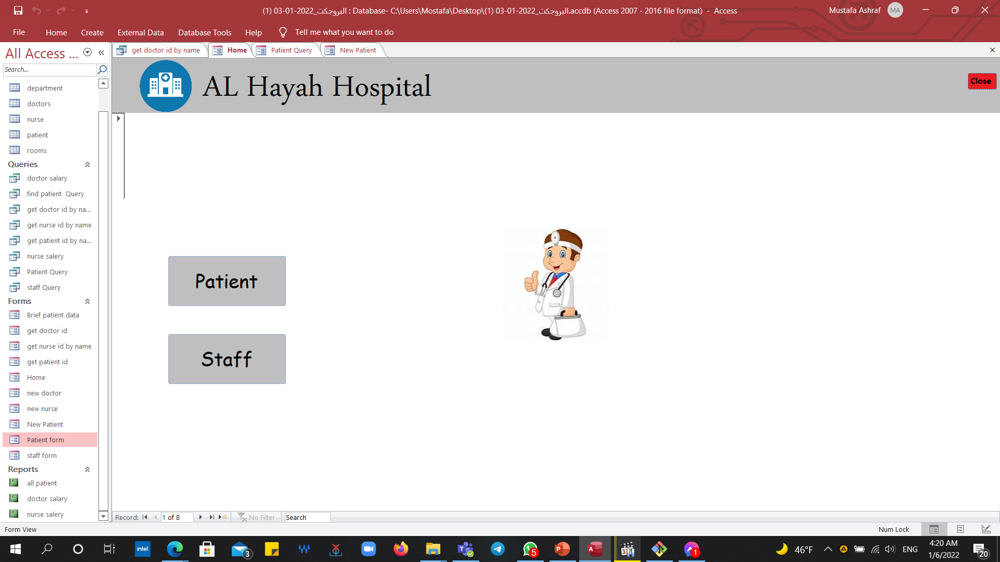 البروجكت_2022-01-03 (1) : Database- C:\Users\Mostafa\Desktop\البروجكت_2022-01-03 (1).accdb (Access 2007 - 2016 file format) - Access
Mustafa Ashraf
MA
File
Home
Create
External Data
Database Tools
Help
Tell me what you want to do
All Access ...
Search...
department
doctors
nurse
patient
rooms
Queries
doctor salary
find patient Query
get doctor id by na...
get nurse id by name
get patient id by na...
nurse salery
Patient Query
staff Query
Forms
Brief patient data
get doctor id
get nurse id by name
get patient id
Home
new doctor
new nurse
New Patient
Patient form
staff form
Reports
all patient
doctor salary
nurse salery
get doctor id by name
Home
Patient Query
New Patient
AL Hayah Hospital
Close
Patient
Staff
Record:
1 of 8
No Filter
Search
Form View
Num Lock
intel
3
5
1
46°F
ENG
4:20 AM
1/6/2022
20